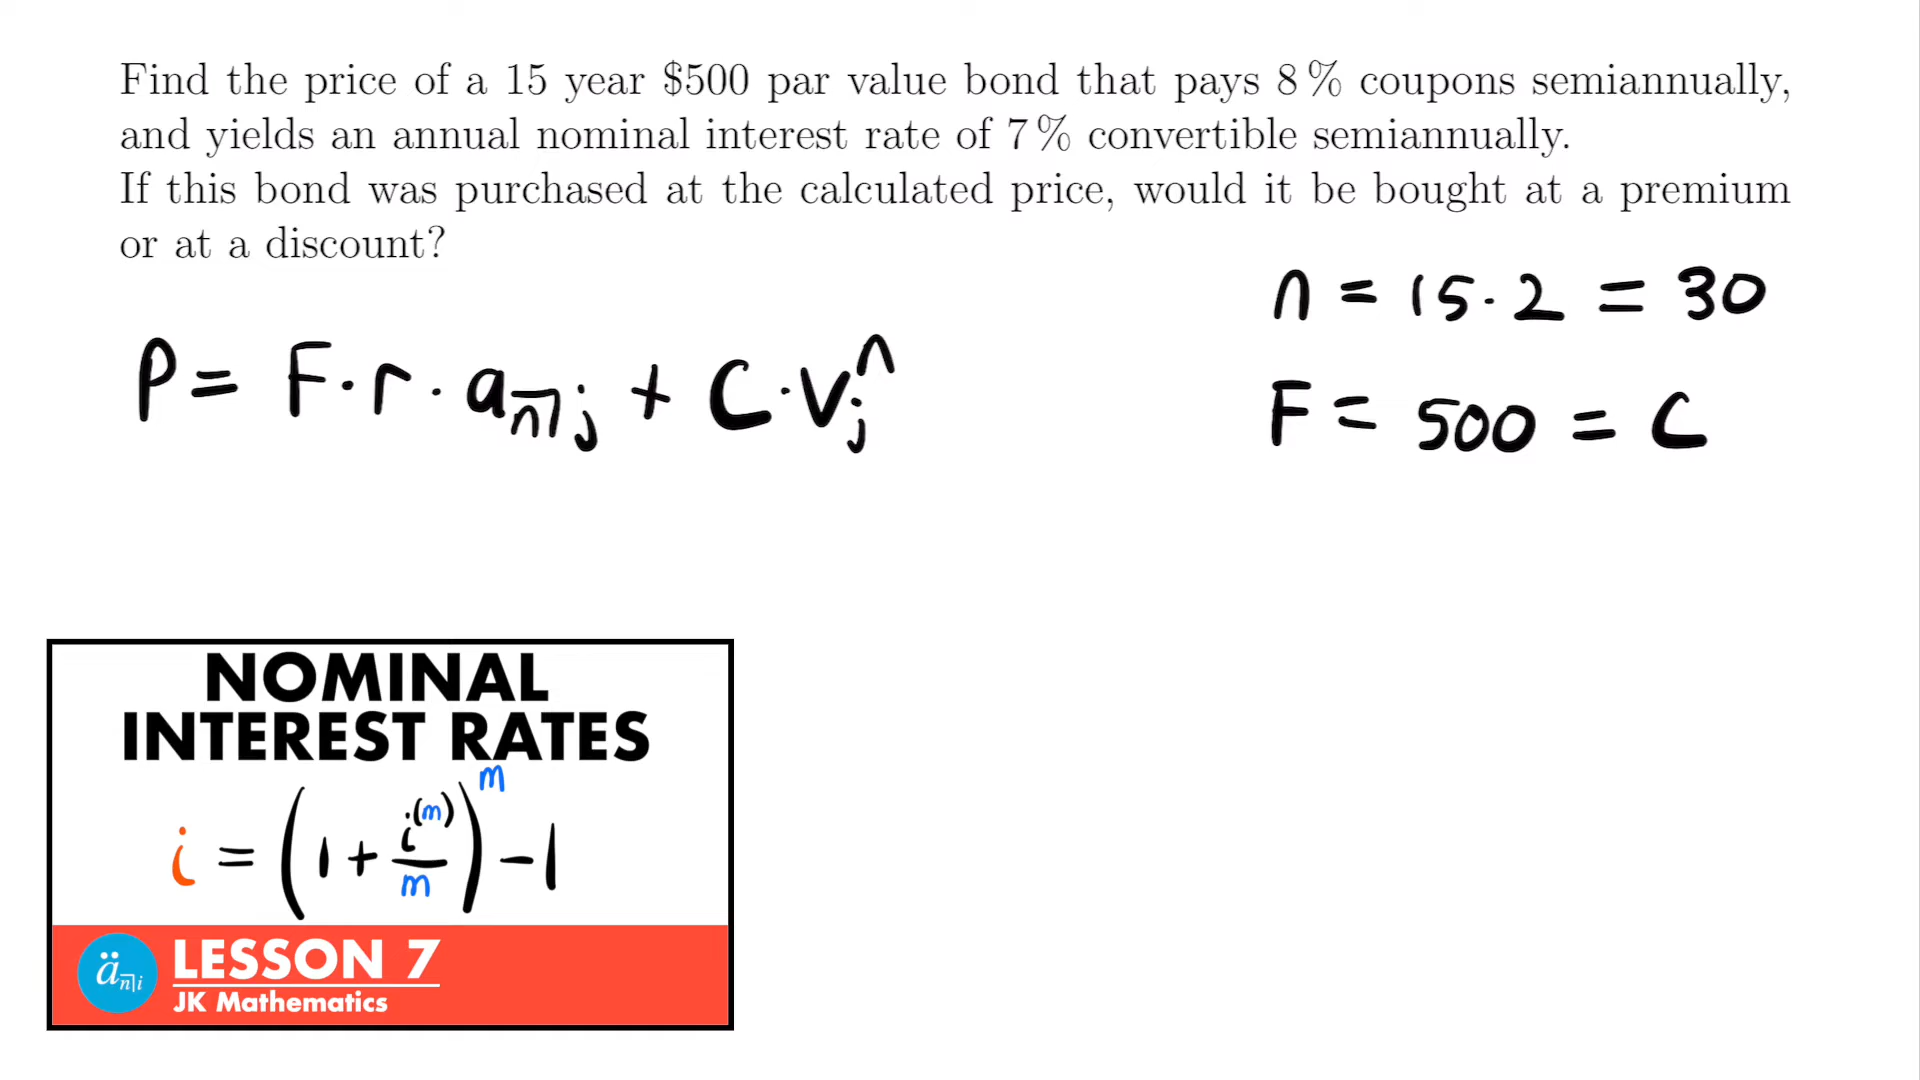 Find the price of a 15 year $500 par value bond that pays 8 % coupons semiannually,
and yields an annual nominal interest rate of 7 % convertible semiannually.
If this bond was purchased at the calculated price, would it be bought at a premium
or at a discount?
n = 15·2 = 30
P = F·r·a_{n̅|j} + C·v_j^n
F = 500 = C
NOMINAL
INTEREST RATES
i = (1 + i^{(m)}/m)^m − 1
ä_{n̅|i}
LESSON 7
JK Mathematics